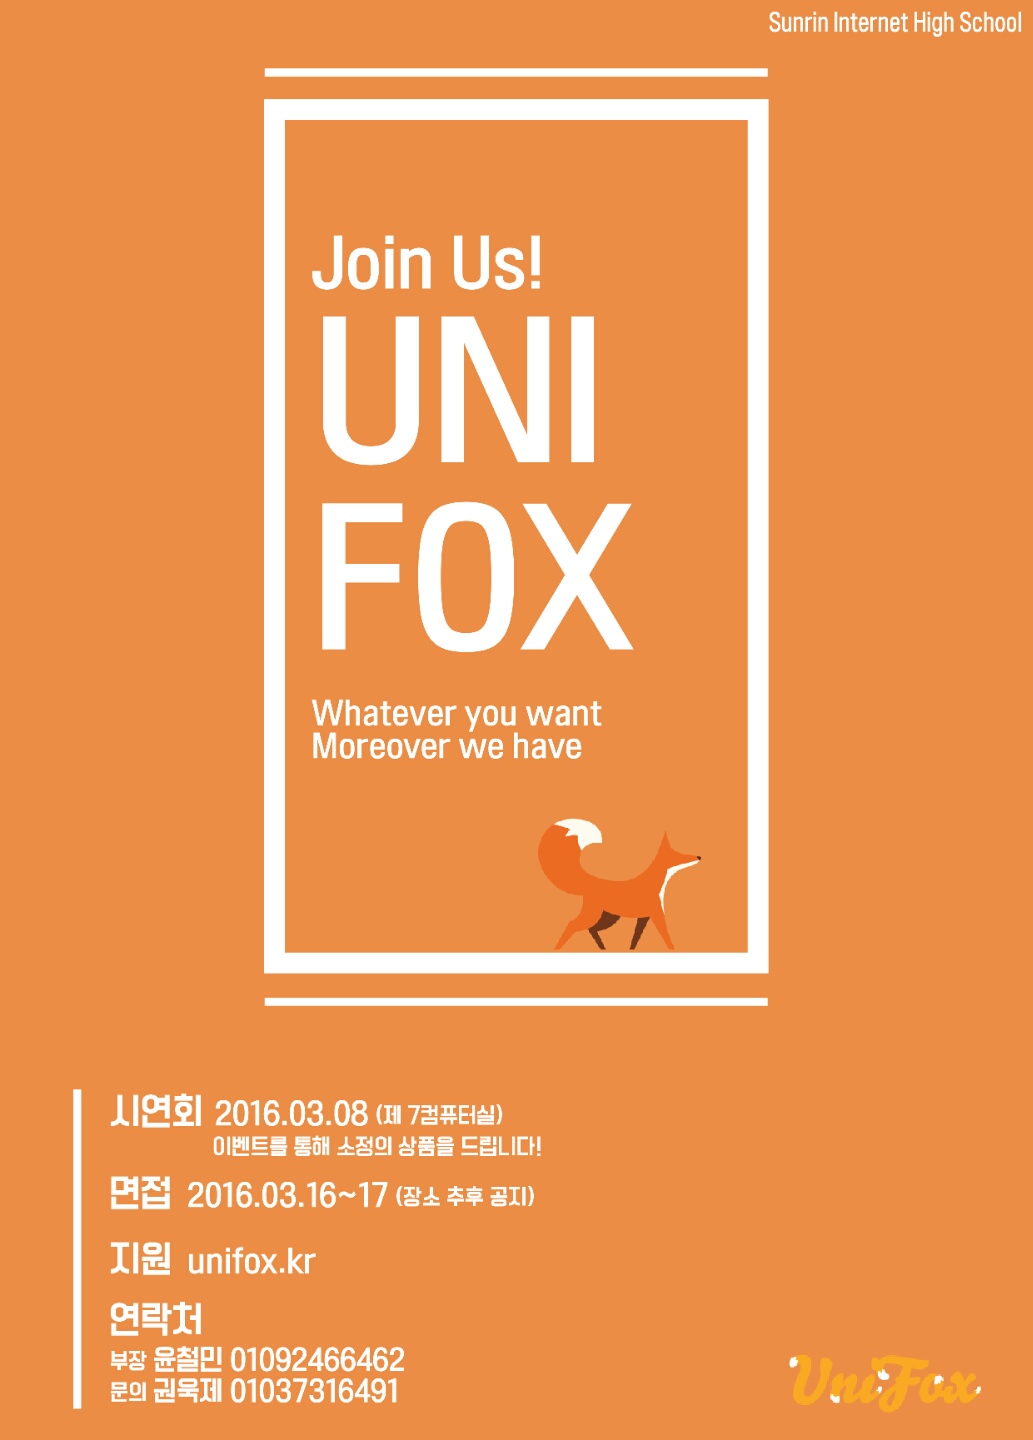 Sunrin Internet High School
Join Us!
UNI
FOX
Whatever you want
Moreover we have
시연회 2016.03.08 (제 7컴퓨터실)
이벤트를 통해 소정의 상품을 드립니다!
면접 2016.03.16~17 (장소 추후 공지)
지원 unifox.kr
연락처
부장 윤철민 01092466462
문의 권욱제 01037316491
UniFox